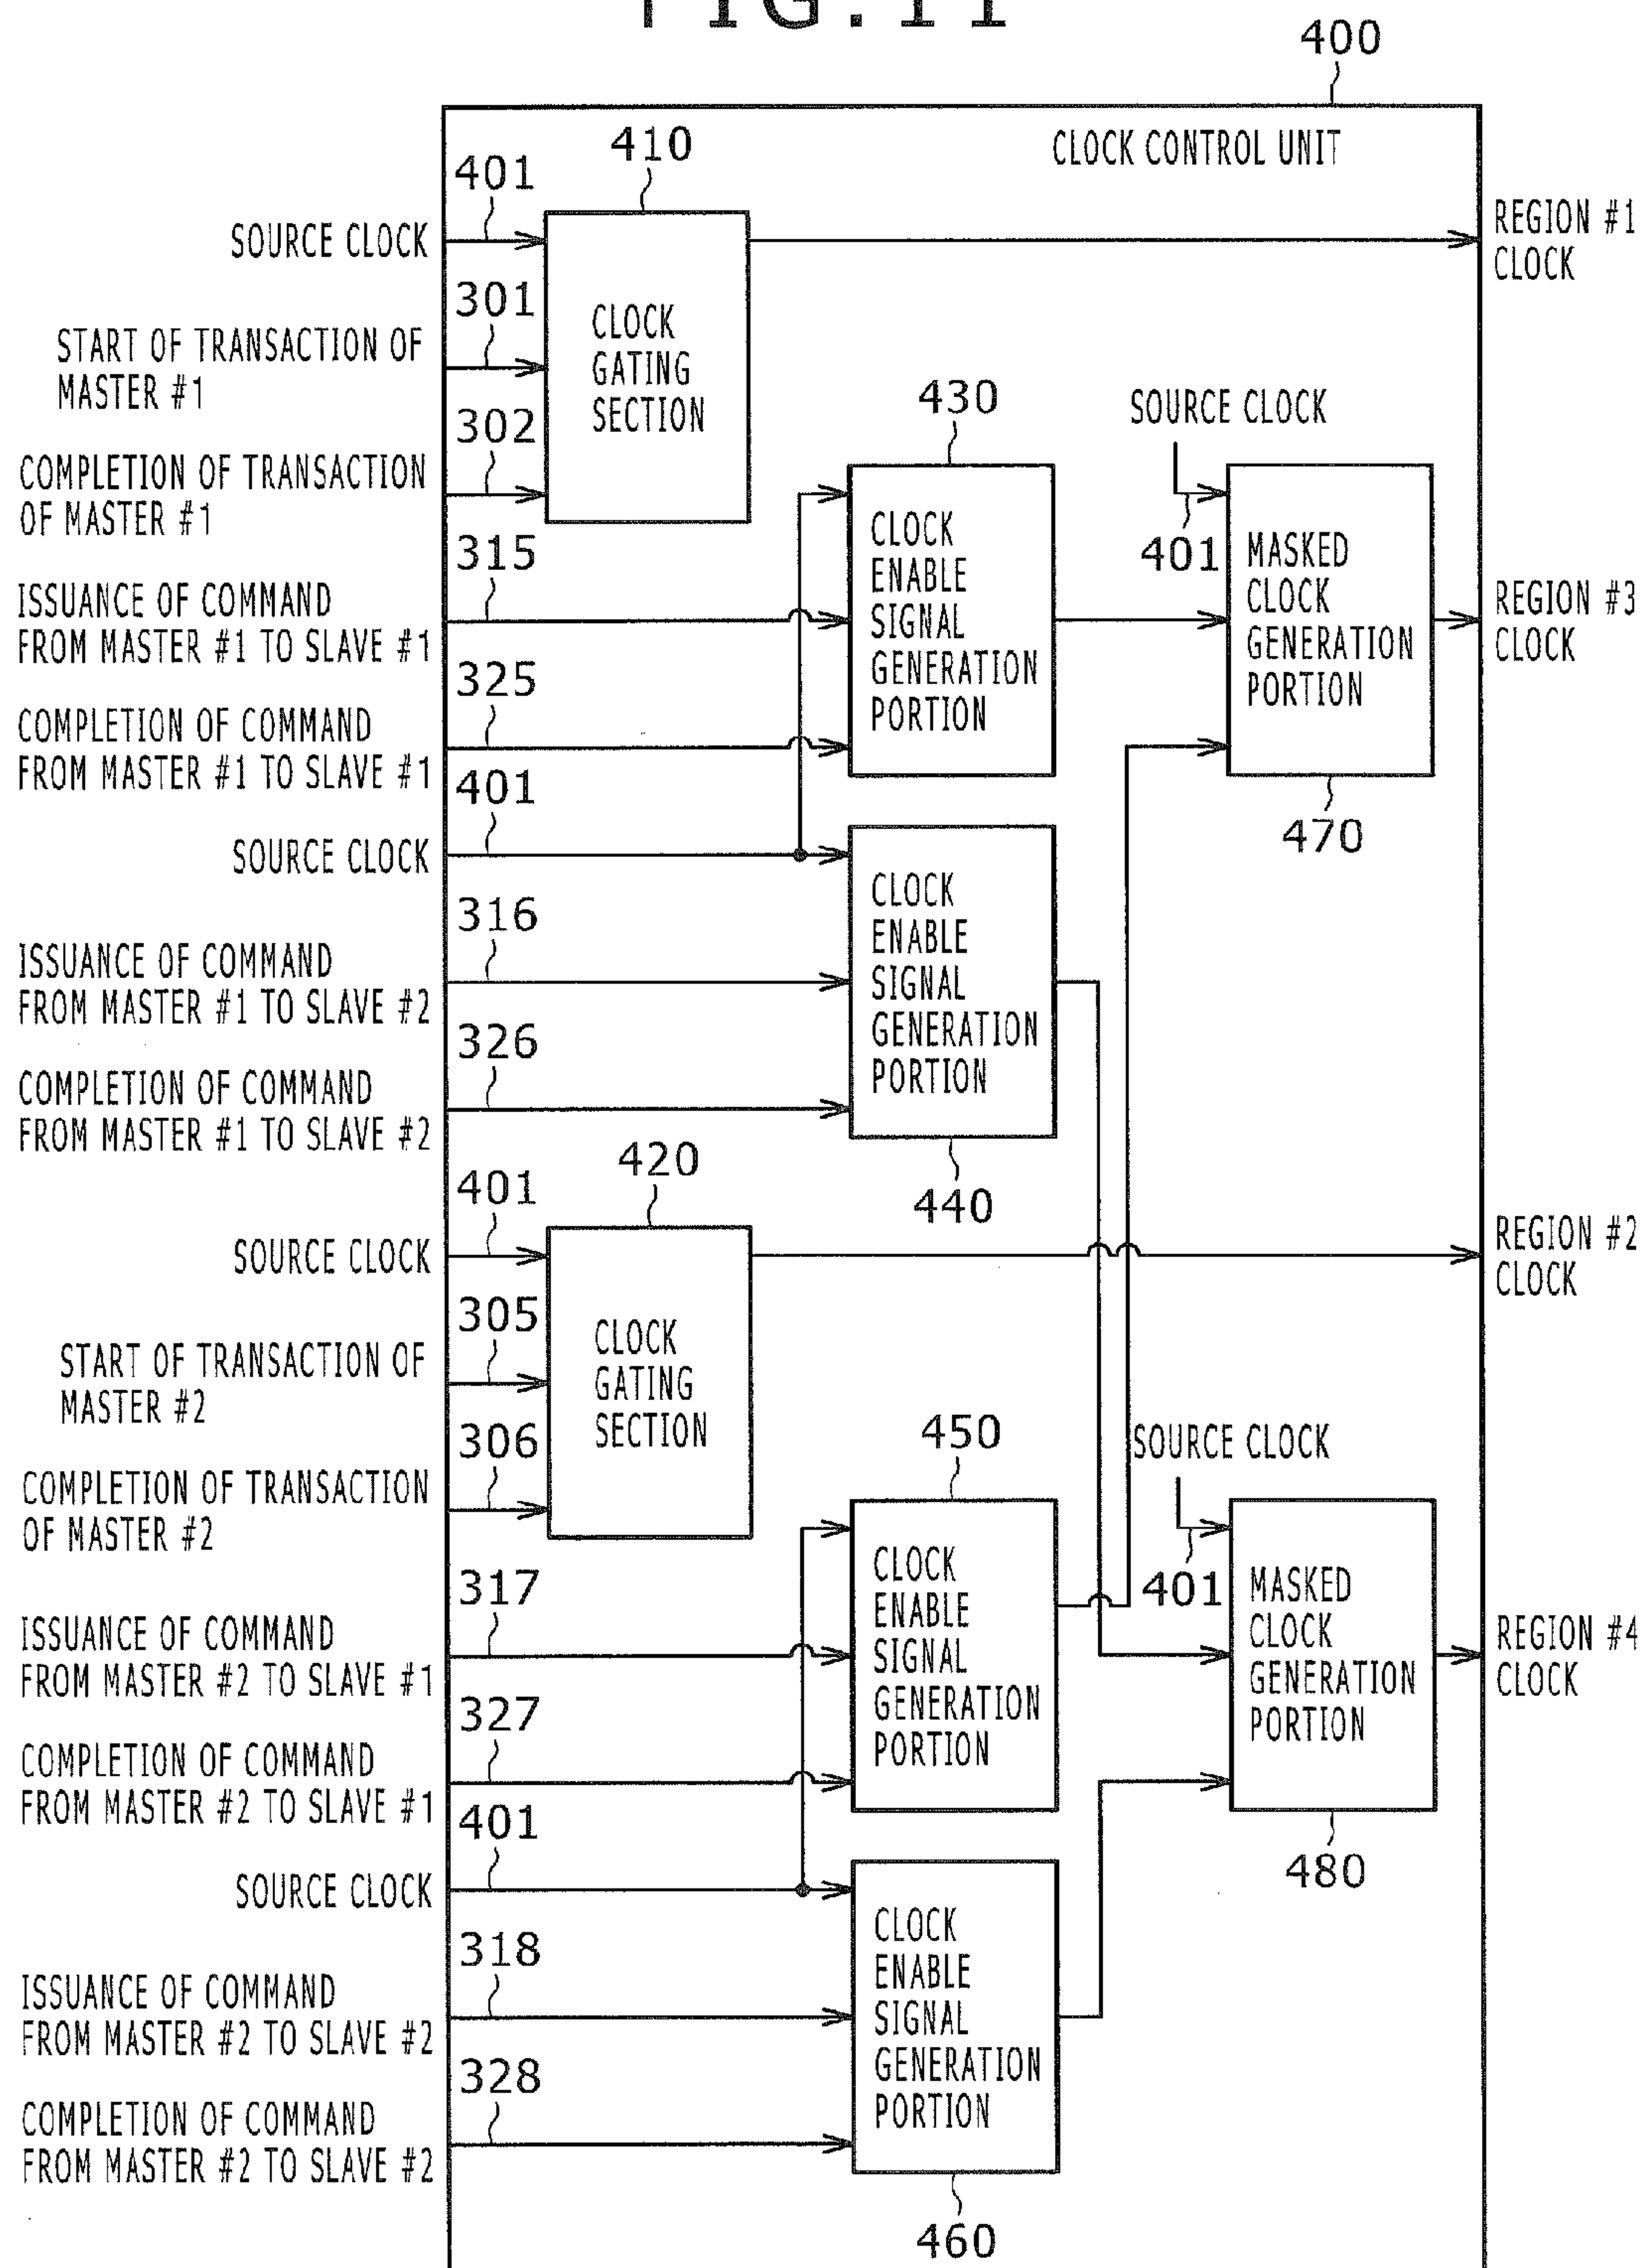 FIG.11
400
CLOCK CONTROL UNIT
410
401
SOURCE CLOCK
301
START OF TRANSACTION OF
MASTER #1
302
COMPLETION OF TRANSACTION
OF MASTER #1
CLOCK
GATING
SECTION
REGION #1
CLOCK
315
ISSUANCE OF COMMAND
FROM MASTER #1 TO SLAVE #1
325
COMPLETION OF COMMAND
FROM MASTER #1 TO SLAVE #1
401
SOURCE CLOCK
430
CLOCK
ENABLE
SIGNAL
GENERATION
PORTION
SOURCE CLOCK
401
MASKED
CLOCK
GENERATION
PORTION
470
REGION #3
CLOCK
316
ISSUANCE OF COMMAND
FROM MASTER #1 TO SLAVE #2
326
COMPLETION OF COMMAND
FROM MASTER #1 TO SLAVE #2
CLOCK
ENABLE
SIGNAL
GENERATION
PORTION
440
420
401
SOURCE CLOCK
305
START OF TRANSACTION OF
MASTER #2
306
COMPLETION OF TRANSACTION
OF MASTER #2
CLOCK
GATING
SECTION
REGION #2
CLOCK
317
ISSUANCE OF COMMAND
FROM MASTER #2 TO SLAVE #1
327
COMPLETION OF COMMAND
FROM MASTER #2 TO SLAVE #1
401
SOURCE CLOCK
450
CLOCK
ENABLE
SIGNAL
GENERATION
PORTION
SOURCE CLOCK
401
MASKED
CLOCK
GENERATION
PORTION
480
REGION #4
CLOCK
318
ISSUANCE OF COMMAND
FROM MASTER #2 TO SLAVE #2
328
COMPLETION OF COMMAND
FROM MASTER #2 TO SLAVE #2
CLOCK
ENABLE
SIGNAL
GENERATION
PORTION
460